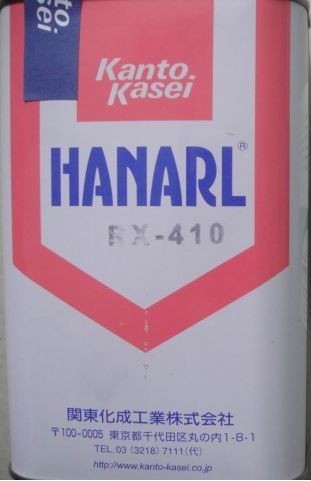 Kanto
Kasei
Kanto
Kasei
HANARL®
RX-410
関東化成工業株式会社
〒100-0005 東京都千代田区丸の内1-8-1
TEL.03 (3218) 7111(代)
http://www.kanto-kasei.co.jp